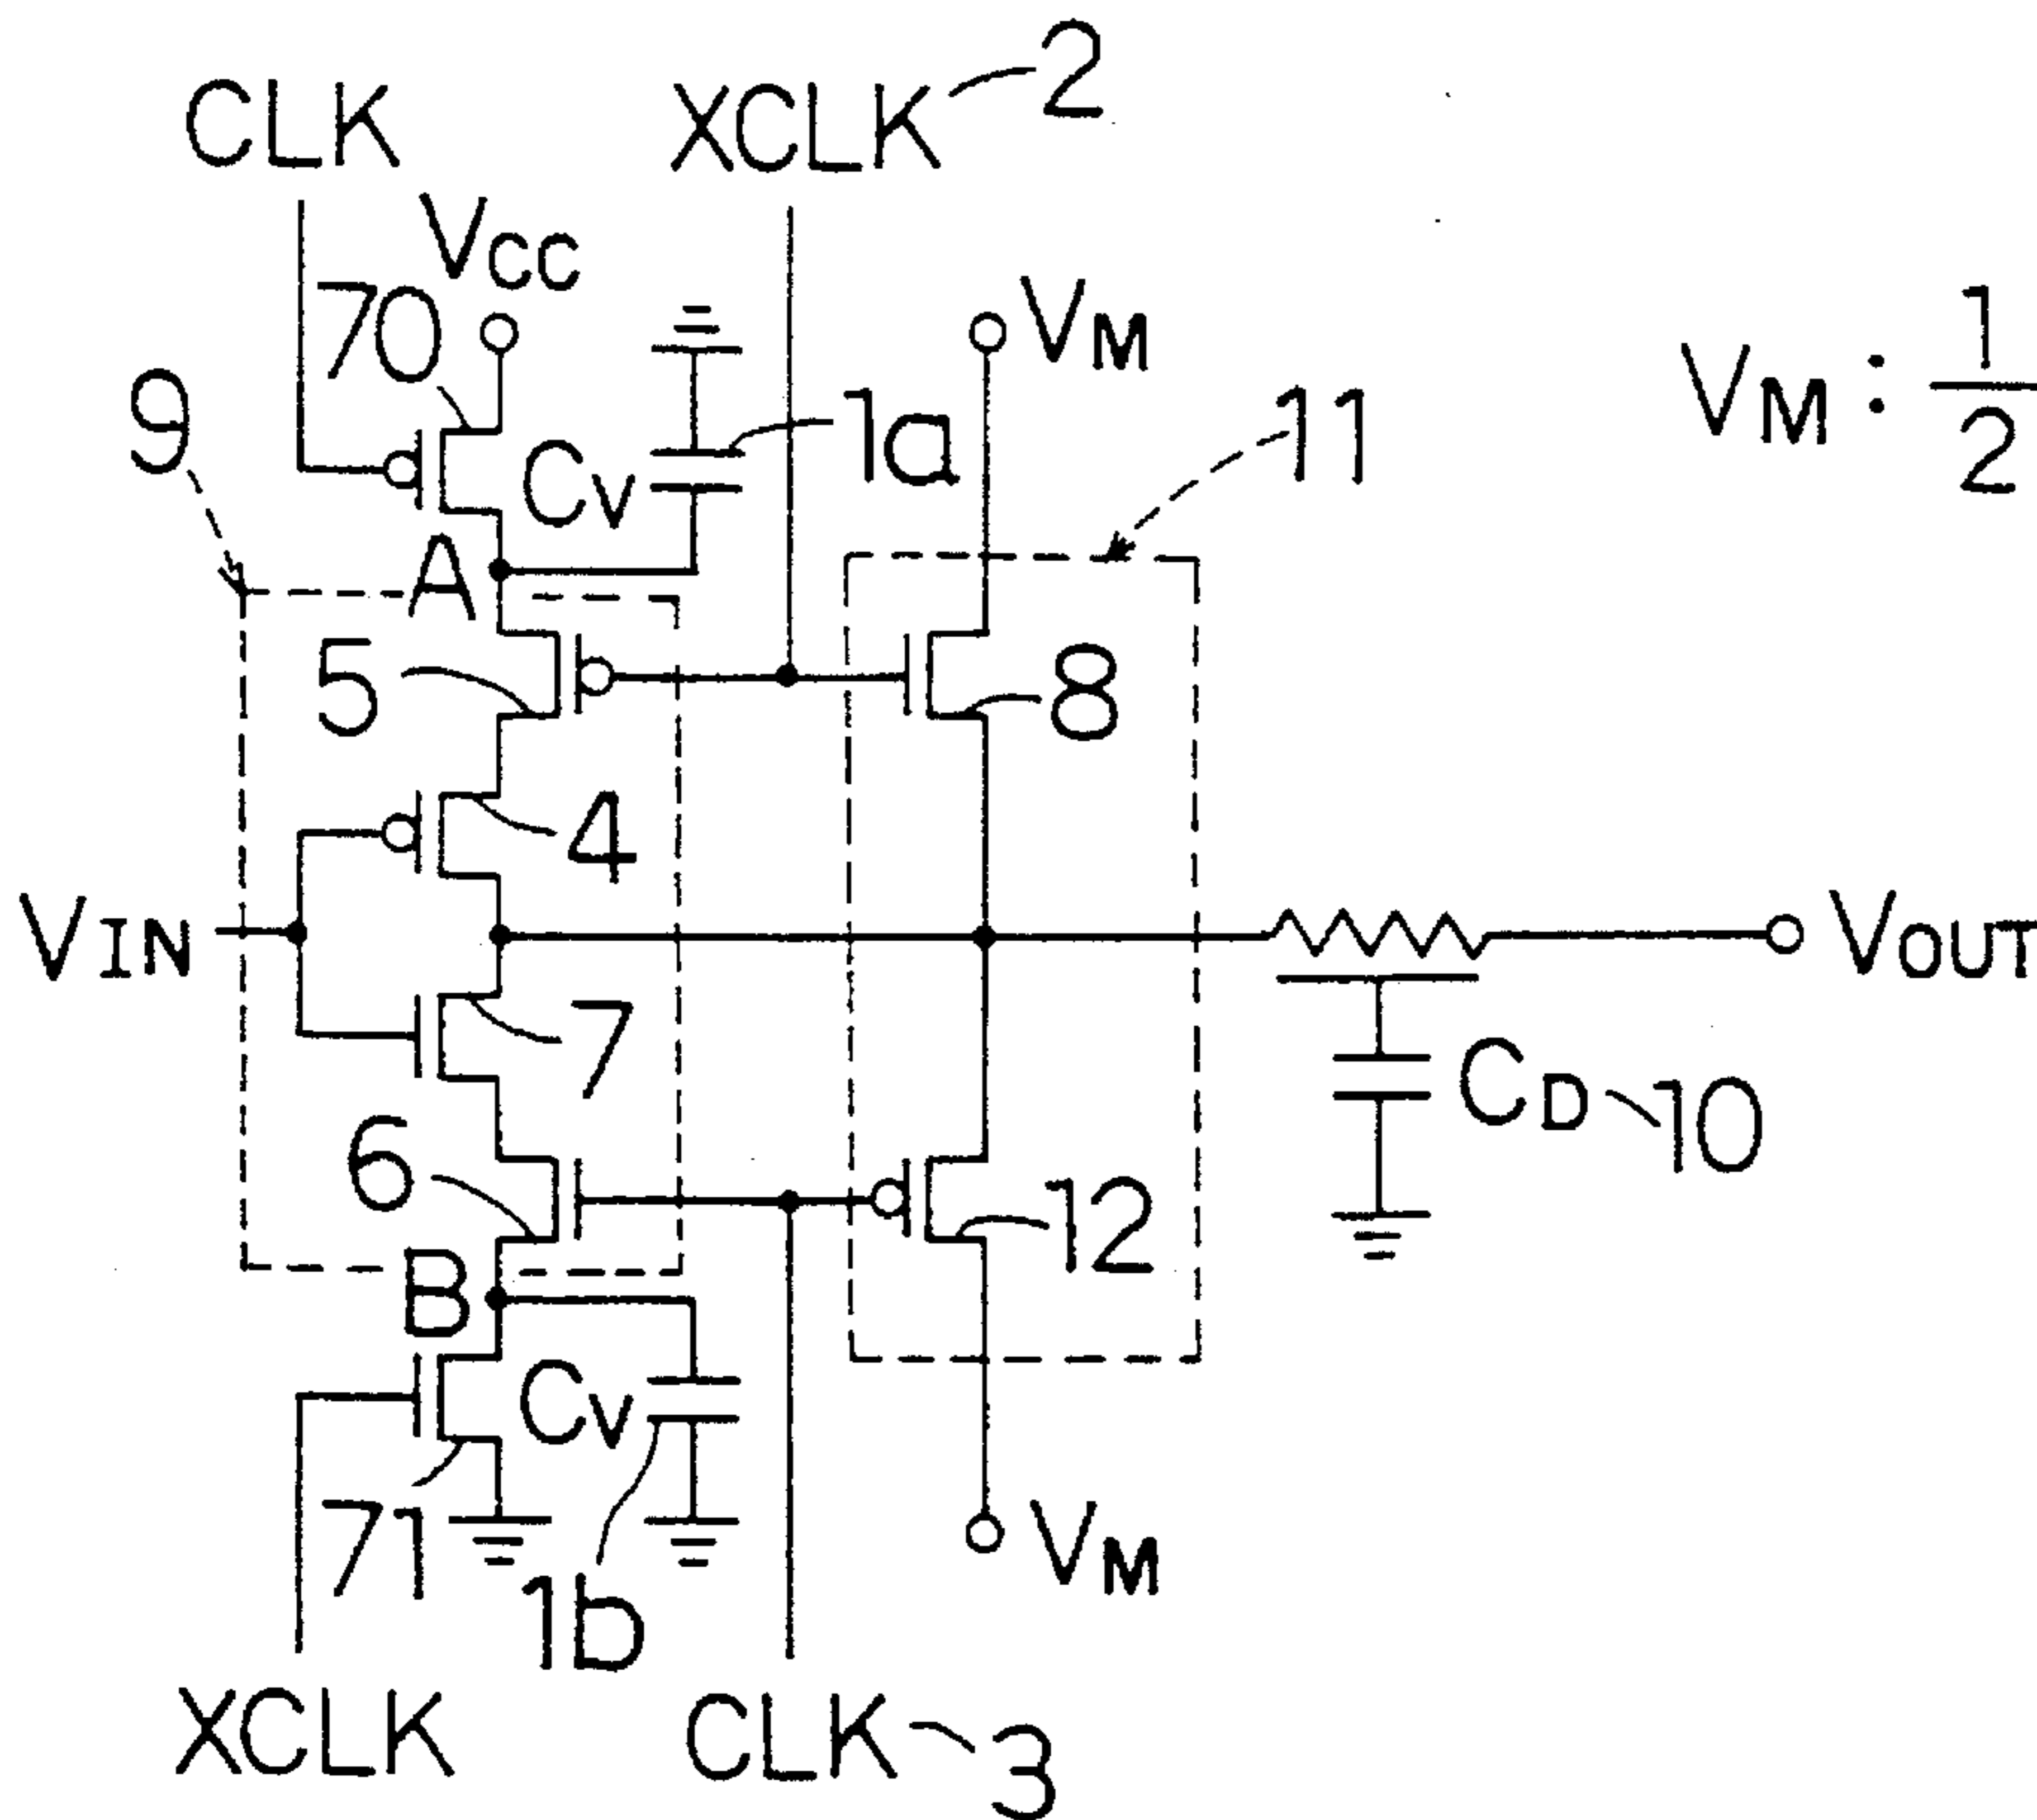 CLK
XCLK 2
VCC
70
VM
VM: 1/2
9
CV
1a
11
A
5
8
4
VIN
VOUT
7
CD 10
6
12
B
CV
71
VM
1b
XCLK
CLK 3